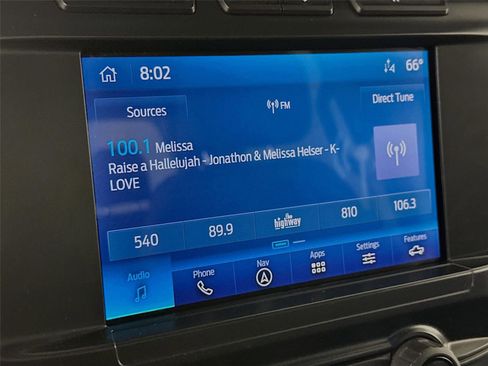 8:02
66°
Sources
FM
Direct Tune
100.1 Melissa
Raise a Hallelujah - Jonathon & Melissa Helser - K-
LOVE
540
89.9
the highway
810
106.3
Audio
Phone
Nav
Apps
Settings
Features